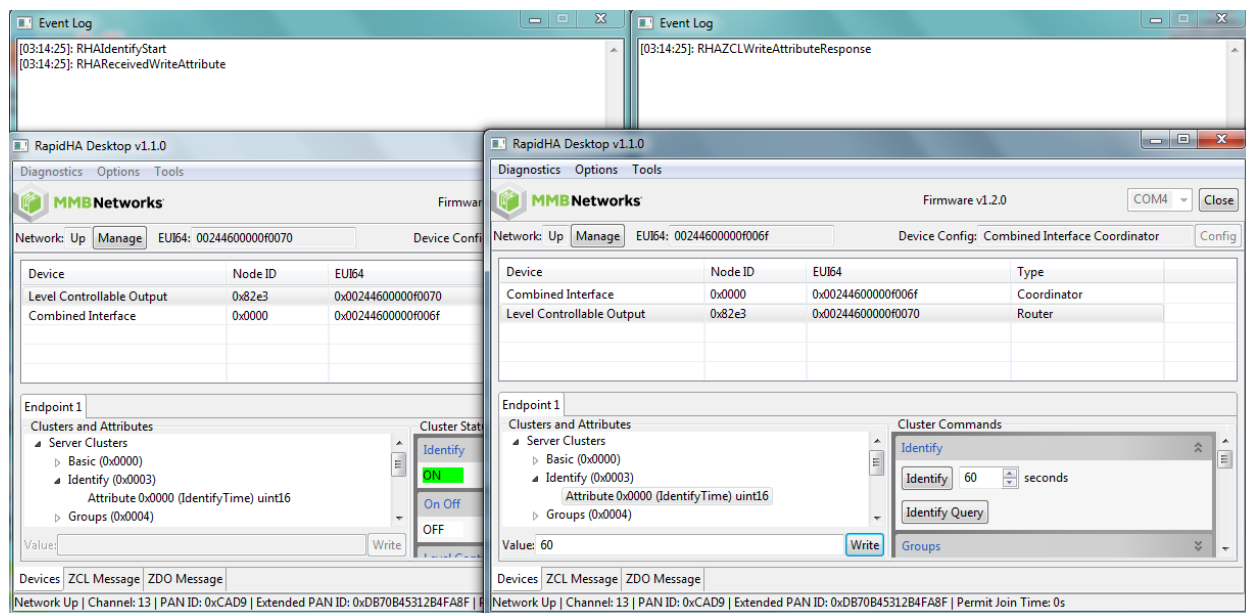 Event Log
[03:14:25]: RHAIdentifyStart
[03:14:25]: RHAReceivedWriteAttribute
Event Log
[03:14:25]: RHAZCLWriteAttributeResponse
RapidHA Desktop v1.1.0
Diagnostics Options Tools
MMBNetworks
Network: Up Manage EUI64: 00244600000f0070
Device Node ID EUI64
Level Controllable Output 0x82e3 0x00244600000f0070
Combined Interface 0x0000 0x00244600000f006f
Endpoint 1
Clusters and Attributes
Server Clusters
Basic (0x0000)
Identify (0x0003)
Attribute 0x0000 (IdentifyTime) uint16
Groups (0x0004)
Value: Write
Identify
ON
On Off
OFF
Devices ZCL Message ZDO Message
Network Up | Channel: 13 | PAN ID: 0xCAD9 | Extended PAN ID: 0xDB70B45312B4FA8F |
RapidHA Desktop v1.1.0
Diagnostics Options Tools
MMBNetworks Firmware v1.2.0 COM4 Close
Network: Up Manage EUI64: 00244600000f006f Device Config: Combined Interface Coordinator Config
Device Node ID EUI64 Type
Combined Interface 0x0000 0x00244600000f006f Coordinator
Level Controllable Output 0x82e3 0x00244600000f0070 Router
Endpoint 1
Clusters and Attributes
Server Clusters
Basic (0x0000)
Identify (0x0003)
Attribute 0x0000 (IdentifyTime) uint16
Groups (0x0004)
Value: 60 Write
Cluster Commands
Identify
Identify 60 seconds
Identify Query
Groups
Devices ZCL Message ZDO Message
Network Up | Channel: 13 | PAN ID: 0xCAD9 | Extended PAN ID: 0xDB70B45312B4FA8F | Permit Join Time: 0s